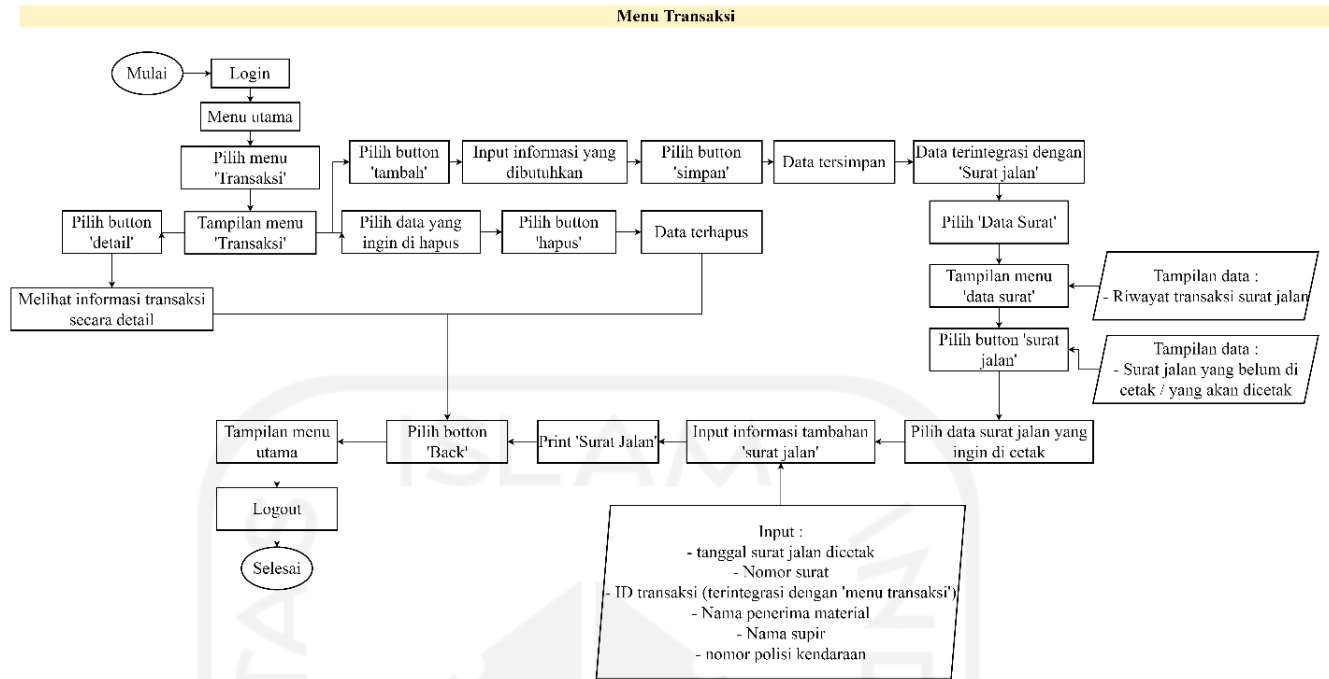 Menu Transaksi
Mulai
Login
Menu utama
Pilih menu
'Transaksi'
Pilih button
'tambah'
Input informasi yang
dibutuhkan
Pilih button
'simpan'
Data tersimpan
Data terintegrasi dengan
'Surat jalan'
Pilih button
'detail'
Tampilan menu
'Transaksi'
Pilih data yang
ingin di hapus
Pilih button
'hapus'
Data terhapus
Pilih 'Data Surat'
Melihat informasi transaksi
secara detail
Tampilan menu
'data surat'
Tampilan data :
- Riwayat transaksi surat jalan
Pilih button 'surat
jalan'
Tampilan data :
- Surat jalan yang belum di
cetak / yang akan dicetak
Tampilan menu
utama
Pilih botton
'Back'
Print 'Surat Jalan'
Input informasi tambahan
'surat jalan'
Pilih data surat jalan yang
ingin di cetak
Logout
Selesai
Input :
- tanggal surat jalan dicetak
- Nomor surat
- ID transaksi (terintegrasi dengan 'menu transaksi')
- Nama penerima material
- Nama supir
- nomor polisi kendaraan
ISLAM
TAS